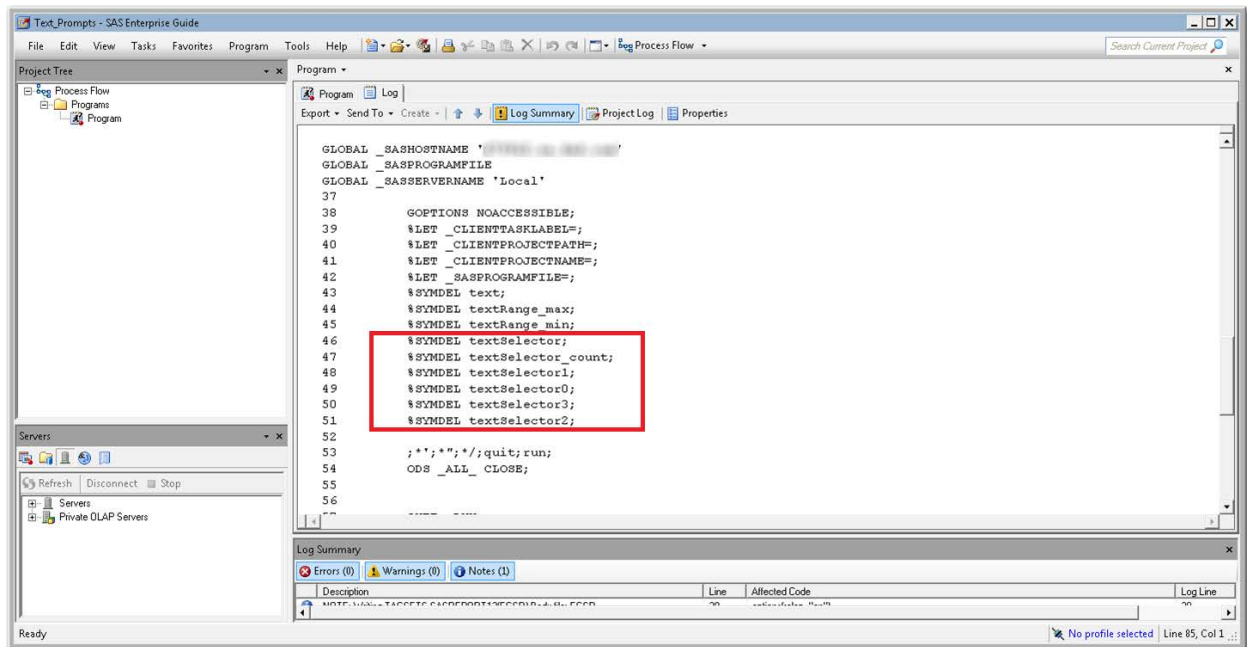 Text_Prompts - SAS Enterprise Guide
File Edit View Tasks Favorites Program Tools Help Process Flow Search Current Project
Project Tree
Process Flow
Programs
Program
Program
Program Log
Export Send To Create Log Summary Project Log Properties
GLOBAL _SASHOSTNAME ' '
GLOBAL _SASPROGRAMFILE
GLOBAL _SASSERVERNAME 'Local'
37
38 GOPTIONS NOACCESSIBLE;
39 %LET _CLIENTTASKLABEL=;
40 %LET _CLIENTPROJECTPATH=;
41 %LET _CLIENTPROJECTNAME=;
42 %LET _SASPROGRAMFILE=;
43 %SYMDEL text;
44 %SYMDEL textRange_max;
45 %SYMDEL textRange_min;
46 %SYMDEL textSelector;
47 %SYMDEL textSelector_count;
48 %SYMDEL textSelector1;
49 %SYMDEL textSelector0;
50 %SYMDEL textSelector3;
51 %SYMDEL textSelector2;
52
53 ;*';*";*/;quit;run;
54 ODS _ALL_ CLOSE;
55
56
Servers
Refresh Disconnect Stop
Servers
Private OLAP Servers
Log Summary
Errors (0) Warnings (0) Notes (1)
Description Line Affected Code Log Line
Ready No profile selected Line 85, Col 1